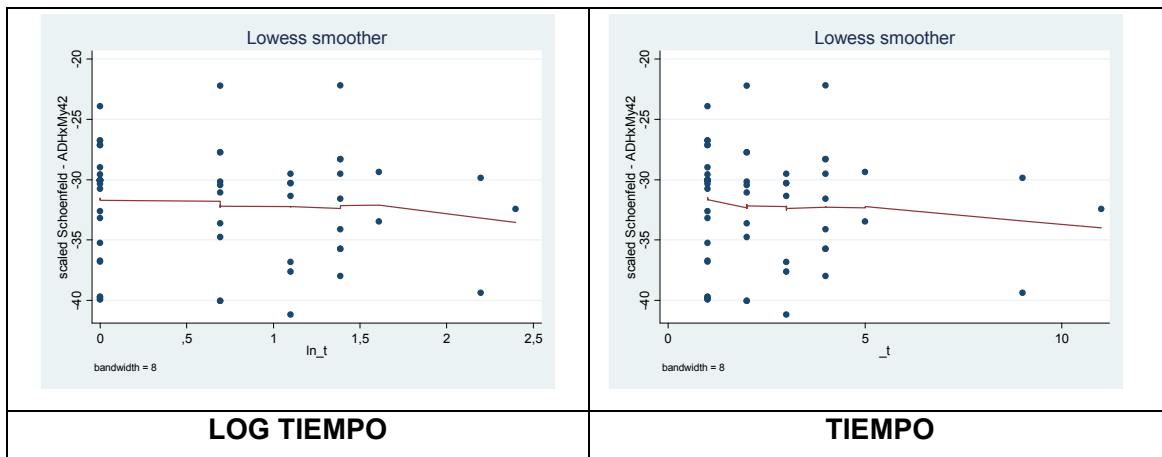 Lowess smoother
scaled Schoenfeld - ADHxMy42
-20
-25
-30
-35
-40
0
,5
1
1,5
2
2,5
ln_t
bandwidth = 8
LOG TIEMPO
Lowess smoother
scaled Schoenfeld - ADHxMy42
-20
-25
-30
-35
-40
0
5
10
_t
bandwidth = 8
TIEMPO